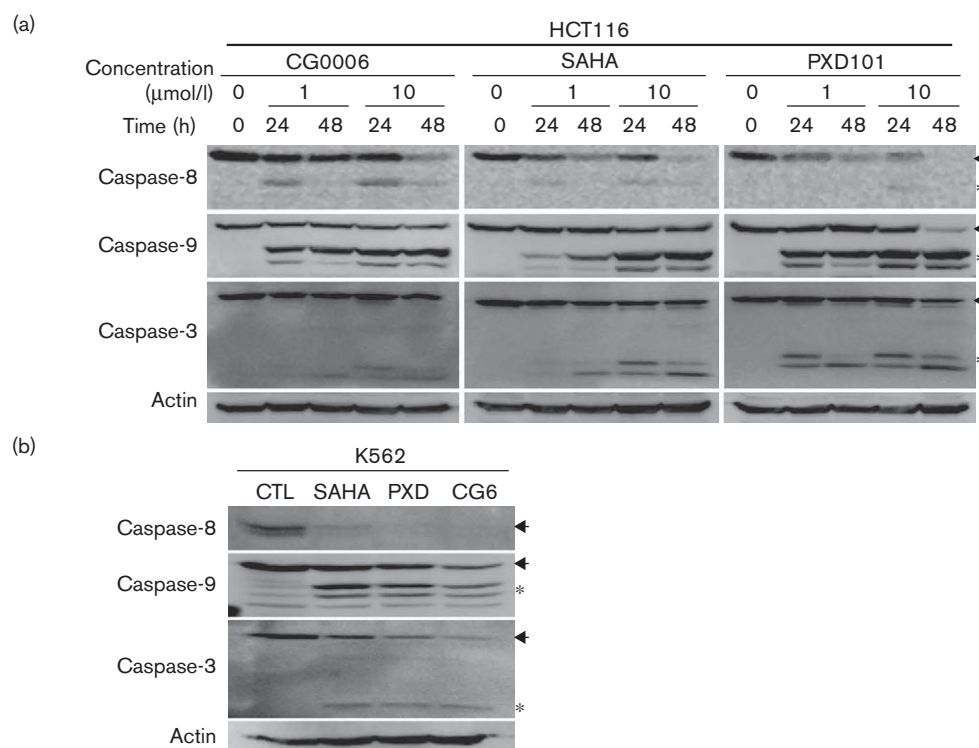 (a)
HCT116
Concentration (μmol/l)
CG0006 SAHA PXD101
0 1 10 0 1 10 0 1 10
Time (h) 0 24 48 24 48 0 24 48 24 48 0 24 48 24 48
Caspase-8
*
Caspase-9
*
Caspase-3
*
Actin
(b)
K562
CTL SAHA PXD CG6
Caspase-8
Caspase-9
*
Caspase-3
*
Actin